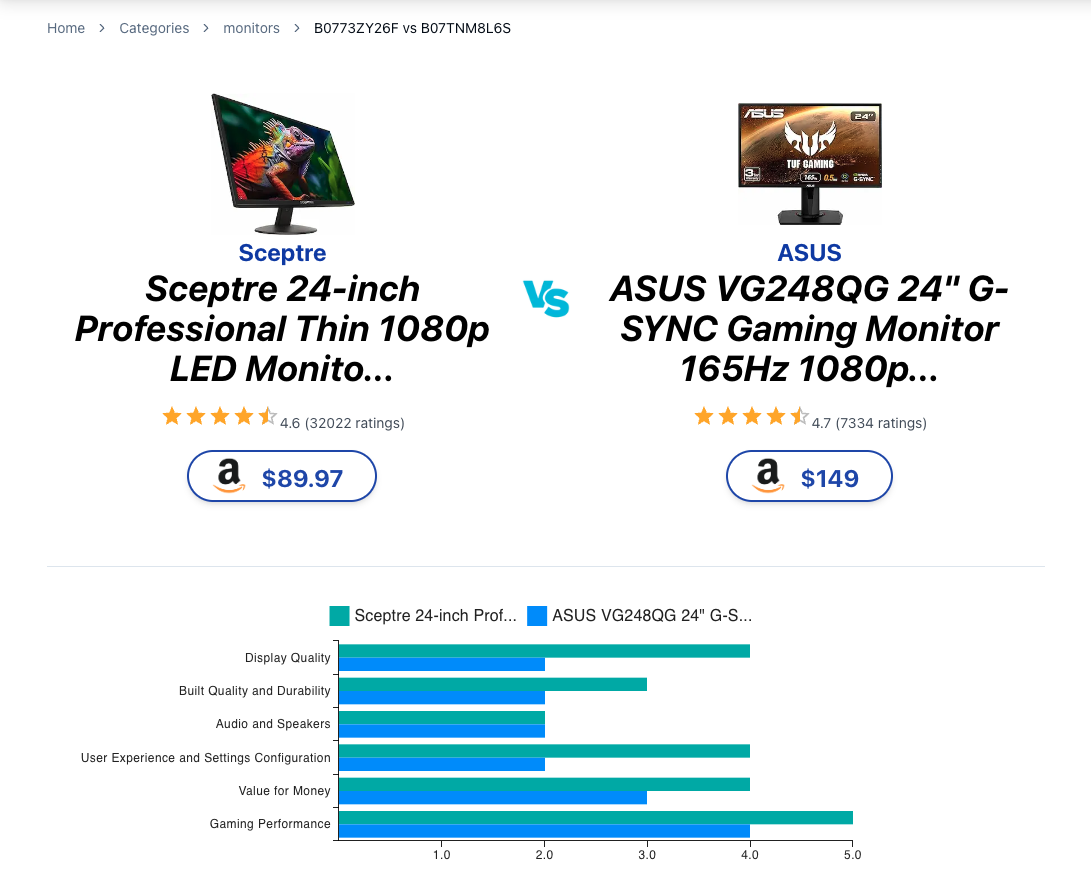 Home > Categories > monitors > B0773ZY26F vs B07TNM8L6S
ASUS 24"
TUF GAMING
165Hz 0.5ms G-SYNC
Sceptre
Sceptre 24-inch
Professional Thin 1080p
LED Monito...
4.6 (32022 ratings)
a $89.97
VS
ASUS
ASUS VG248QG 24" G-
SYNC Gaming Monitor
165Hz 1080p...
4.7 (7334 ratings)
a $149
Sceptre 24-inch Prof... ASUS VG248QG 24" G-S...
Display Quality
Built Quality and Durability
Audio and Speakers
User Experience and Settings Configuration
Value for Money
Gaming Performance
1.0 2.0 3.0 4.0 5.0